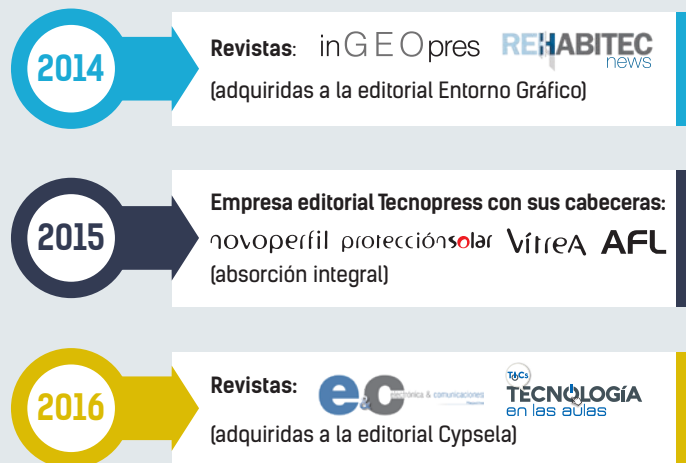 2014
Revistas: inGEOpres REHABITEC news
(adquiridas a la editorial Entorno Gráfico)
2015
Empresa editorial Tecnopress con sus cabeceras:
novoperfil protecciónsolar VítreA AFL
(absorción integral)
2016
Revistas: e&c electrónica & comunicaciones TICs TECNOLOGÍA en las aulas
(adquiridas a la editorial Cypsela)